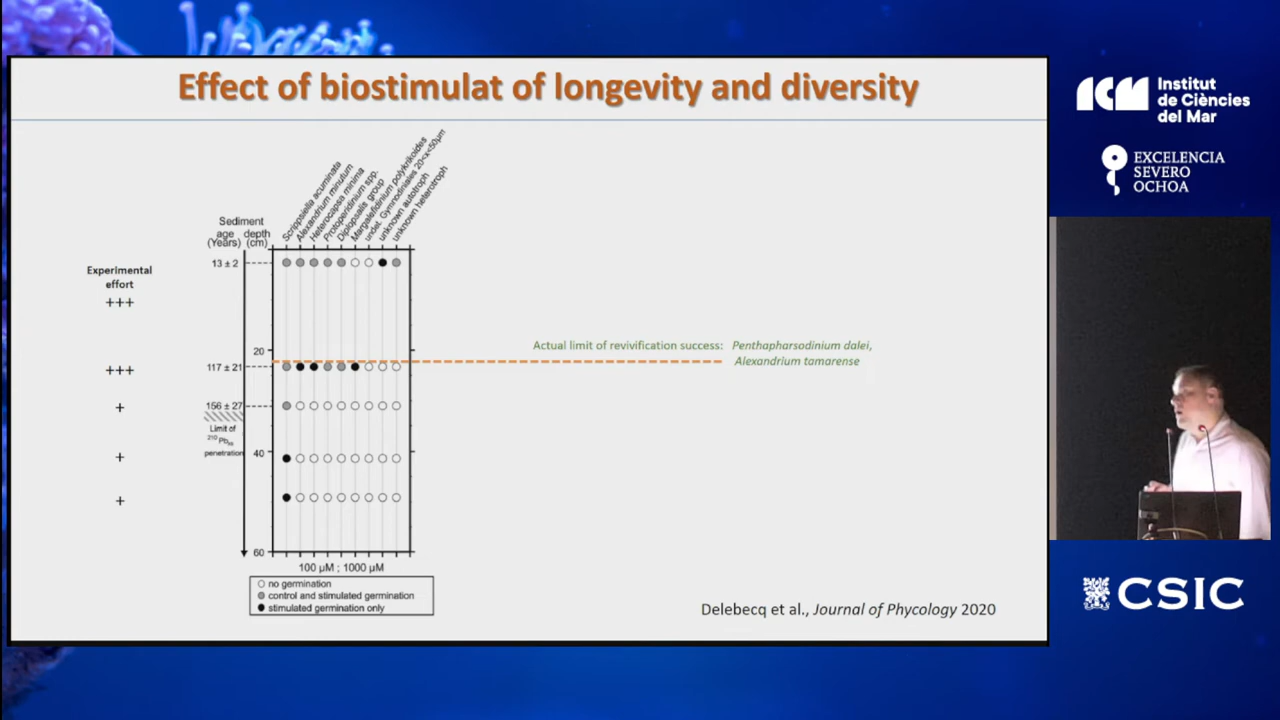 Effect of biostimulat of longevity and diversity
Scrippsiella acuminata
Alexandrium minutum
Heterocapsa minima
Protoperidinium spp.
Diplopsalis group
Margalefidinium polykrikoides
undet. Gymnodiniales 20<x<50µm
unknown autotroph
unknown heterotroph
Sediment
age depth
(Years) (cm)
13 ± 2
Experimental
effort
+++
20
Actual limit of revivification success: Penthapharsodinium dalei,
Alexandrium tamarense
+++ 117 ± 21
+ 156 ± 27
Limit of
210Pbxs
penetration
+ 40
+
60
100 µM ; 1000 µM
no germination
control and stimulated germination
stimulated germination only
Delebecq et al., Journal of Phycology 2020
ICM
Institut
de Ciències
del Mar
EXCELENCIA
SEVERO
OCHOA
CSIC